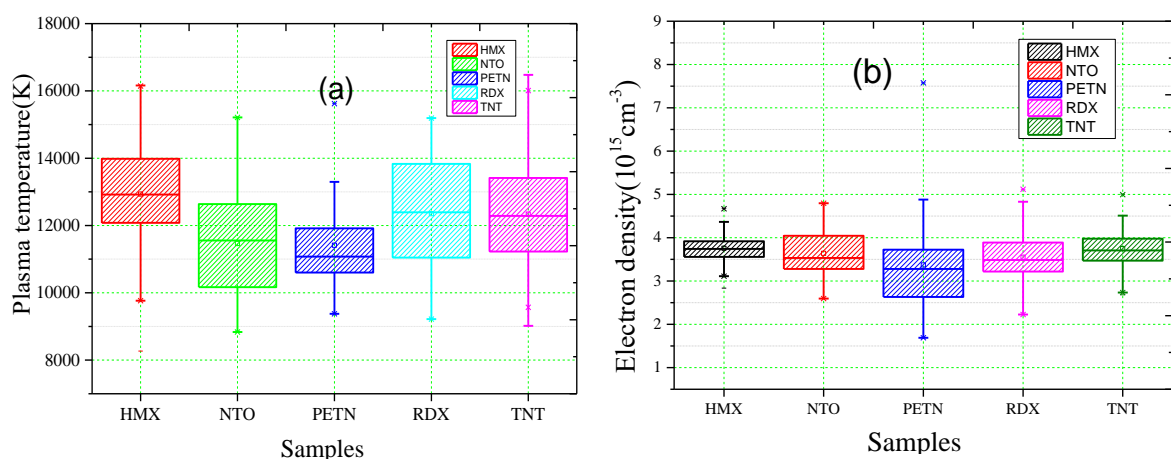 18000
16000
14000
12000
10000
8000
Plasma temperature(K)
(a)
HMX
NTO
PETN
RDX
TNT
HMX NTO PETN RDX TNT
Samples
9
8
7
6
5
4
3
2
1
Electron density(10¹⁵cm⁻³)
(b)
HMX
NTO
PETN
RDX
TNT
HMX NTO PETN RDX TNT
Samples